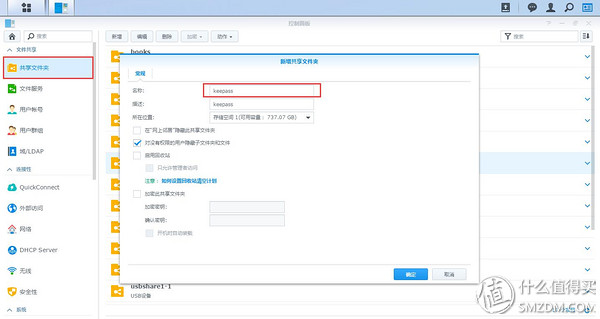 控制面板
搜索
新增 编辑 删除 加密 动作
搜索
文件共享
共享文件夹
文件服务
用户帐号
用户群组
域/LDAP
连接性
QuickConnect
外部访问
网络
DHCP Server
无线
安全性
系统
books
新增共享文件夹
常规
名称: keepass
描述: keepass
所在位置: 存储空间 1(可用容量: 737.07 GB)
在"网上邻居"隐藏此共享文件夹
对没有权限的用户隐藏子文件夹和文件
启用回收站
只允许管理者访问
注意: 如何设置回收站清空计划
加密此共享文件夹
加密密钥:
确认密钥:
开机时自动装载
确定 取消
usbshare1-1
USB设备
值 什么值得买
SMZDM.COM